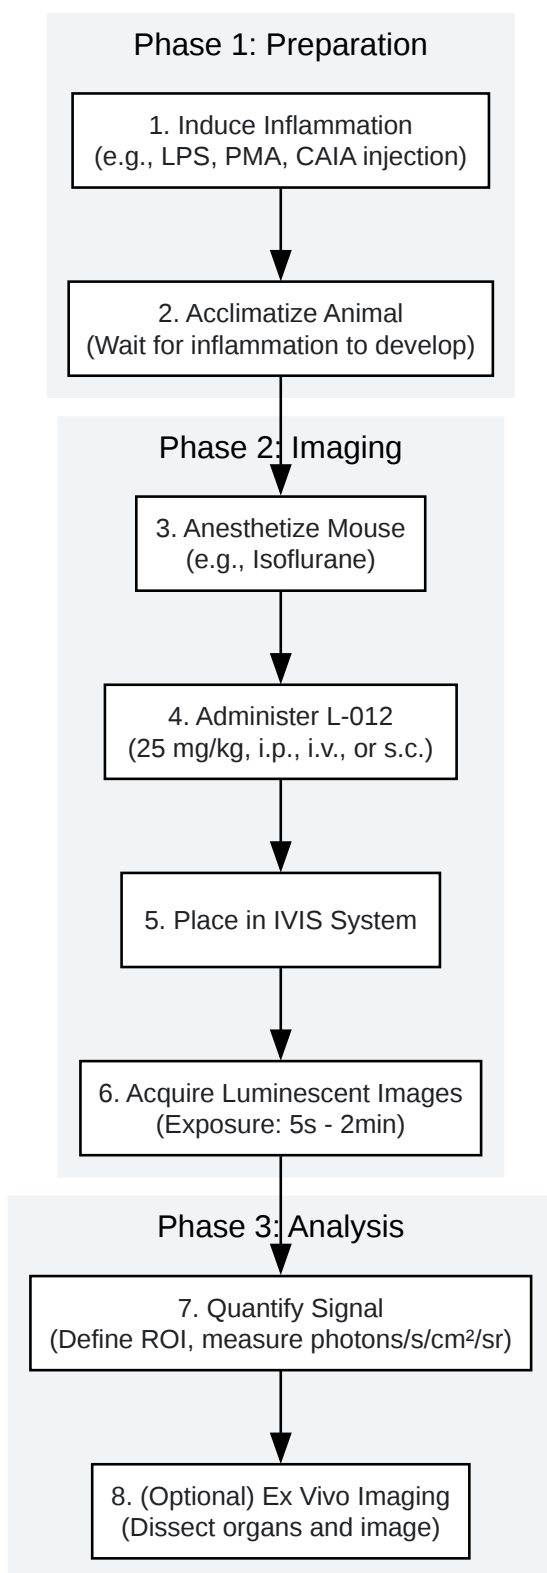 Phase 1: Preparation
1. Induce Inflammation
(e.g., LPS, PMA, CAIA injection)
2. Acclimatize Animal
(Wait for inflammation to develop)
Phase 2: Imaging
3. Anesthetize Mouse
(e.g., Isoflurane)
4. Administer L-012
(25 mg/kg, i.p., i.v., or s.c.)
5. Place in IVIS System
6. Acquire Luminescent Images
(Exposure: 5s - 2min)
Phase 3: Analysis
7. Quantify Signal
(Define ROI, measure photons/s/cm²/sr)
8. (Optional) Ex Vivo Imaging
(Dissect organs and image)